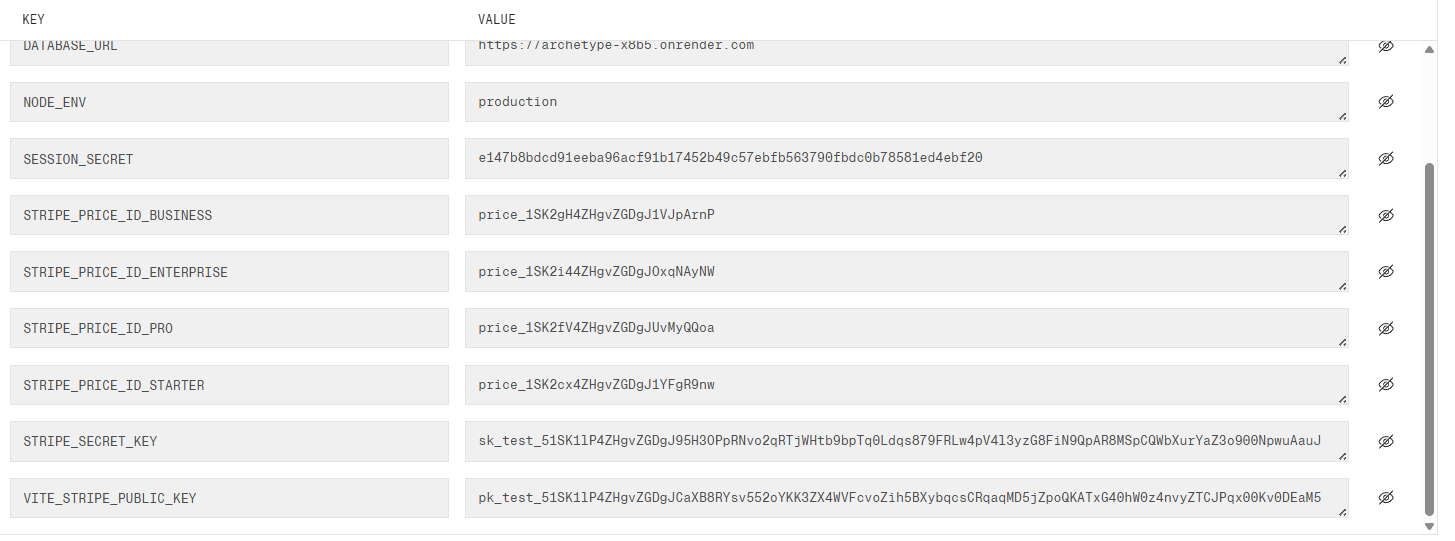 KEY VALUE
DATABASE_URL https://archetype-x8b5.onrender.com
NODE_ENV production
SESSION_SECRET e147b8bdcd91eeba96acf91b17452b49c57ebfb563790fbdc0b78581ed4ebf20
STRIPE_PRICE_ID_BUSINESS price_1SK2gH4ZHgvZGDgJ1VJpArnP
STRIPE_PRICE_ID_ENTERPRISE price_1SK2i44ZHgvZGDgJOxqNAyNW
STRIPE_PRICE_ID_PRO price_1SK2fV4ZHgvZGDgJUvMyQQoa
STRIPE_PRICE_ID_STARTER price_1SK2cx4ZHgvZGDgJ1YFgR9nw
STRIPE_SECRET_KEY sk_test_51SK1lP4ZHgvZGDgJ95H3OPpRNvo2qRTjWHtb9bpTq0Ldqs879FRLw4pV4l3yzG8FiN9QpAR8MSpCQWbXurYaZ3o900NpwuAauJ
VITE_STRIPE_PUBLIC_KEY pk_test_51SK1lP4ZHgvZGDgJCaXB8RYsv552oYKK3ZX4WVFcvoZih5BXybqcsCRqaqMD5jZpoQKATxG40hW0z4nvyZTCJPqx00Kv0DEaM5